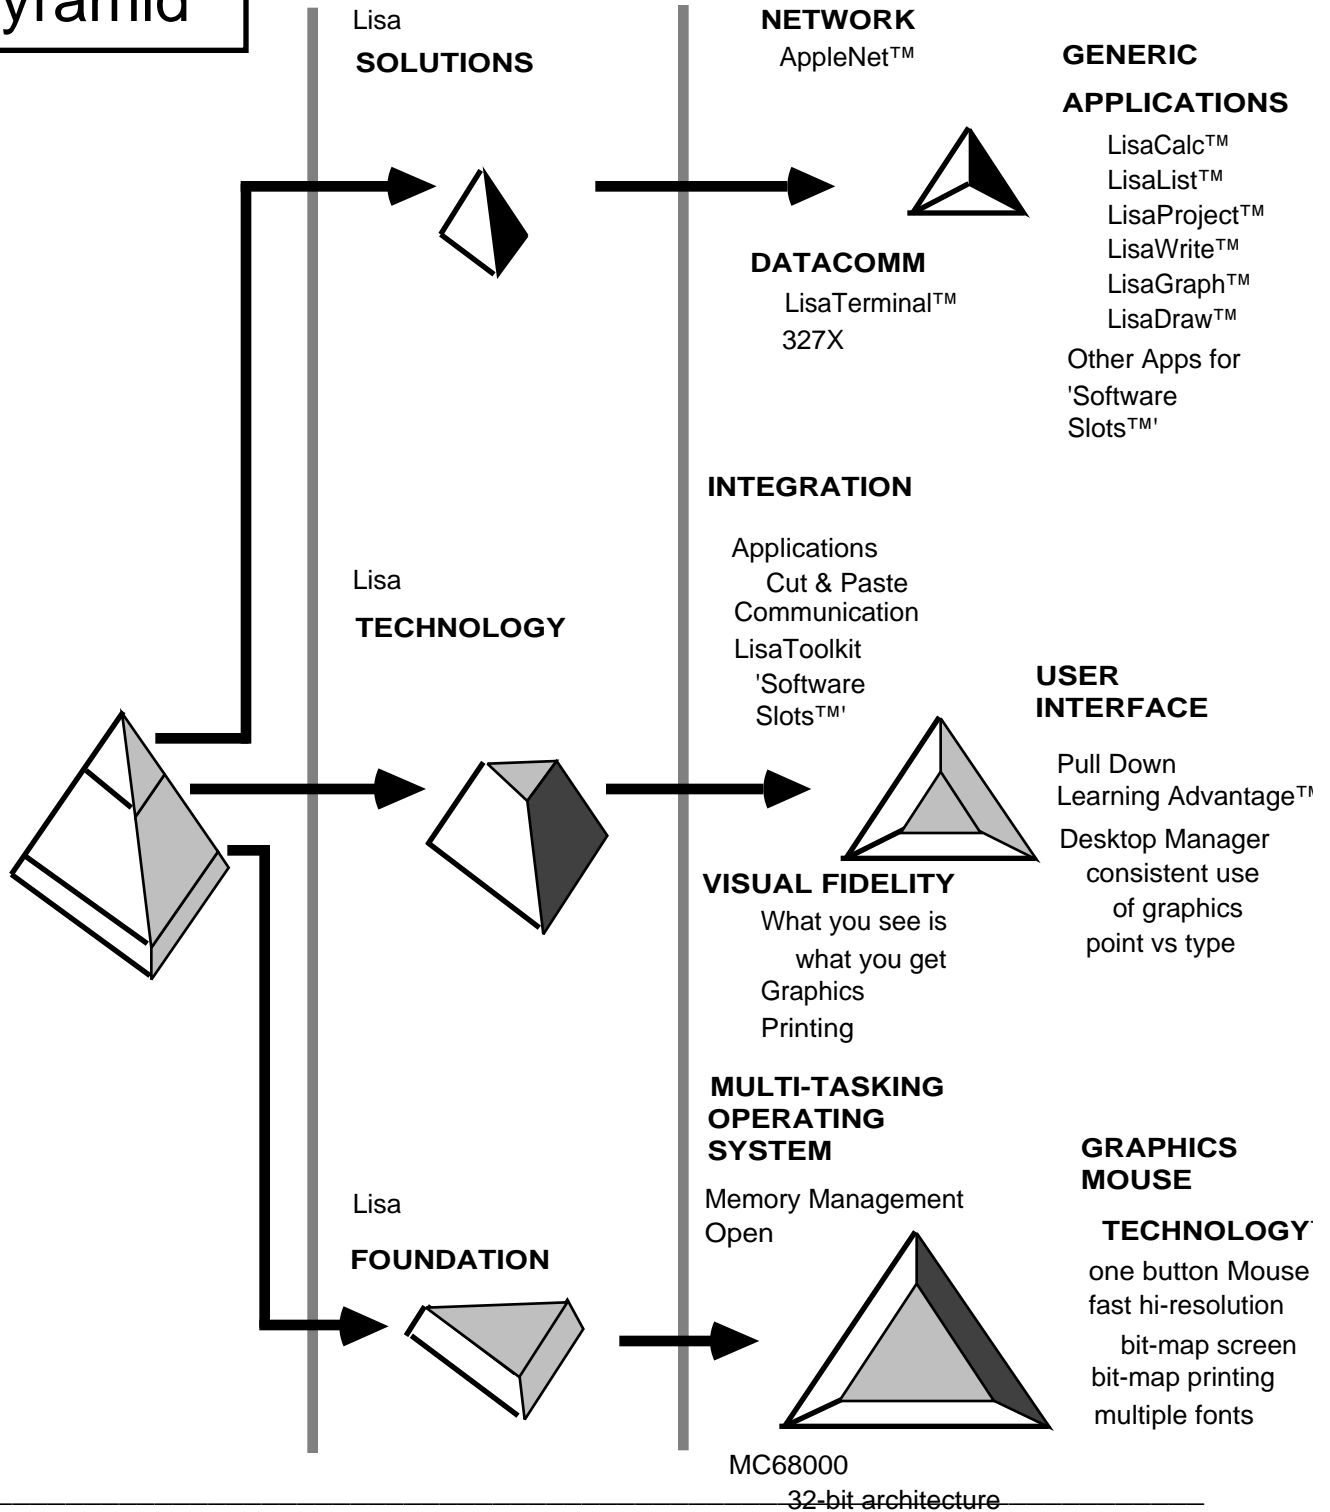 yramid
Lisa
SOLUTIONS
NETWORK
AppleNet™
GENERIC
APPLICATIONS
LisaCalc™
LisaList™
LisaProject™
LisaWrite™
LisaGraph™
LisaDraw™
Other Apps for
'Software
Slots™'
DATACOMM
LisaTerminal™
327X
Lisa
TECHNOLOGY
INTEGRATION
Applications
Cut & Paste
Communication
LisaToolkit
'Software
Slots™'
USER
INTERFACE
Pull Down
Learning Advantage™
Desktop Manager
consistent use
of graphics
point vs type
VISUAL FIDELITY
What you see is
what you get
Graphics
Printing
Lisa
FOUNDATION
MULTI-TASKING
OPERATING
SYSTEM
Memory Management
Open
GRAPHICS
MOUSE
TECHNOLOGY
one button Mouse
fast hi-resolution
bit-map screen
bit-map printing
multiple fonts
MC68000
32-bit architecture